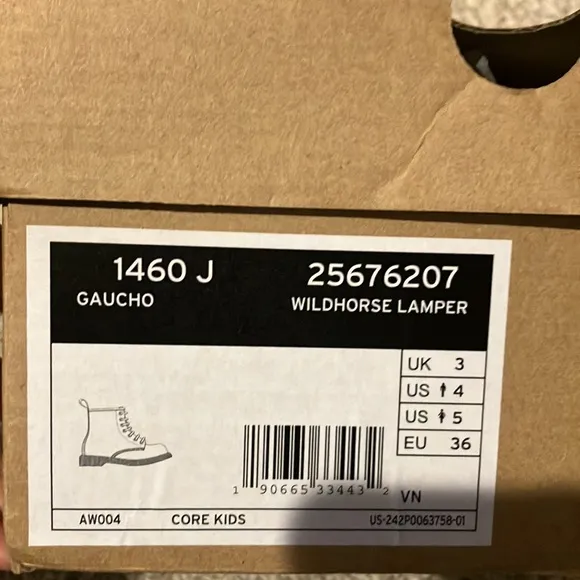 1460 J 25676207
GAUCHO WILDHORSE LAMPER
UK 3
US 4
US 5
EU 36
1 90665 33443 2
VN
AW004 CORE KIDS US-242P0063758-01